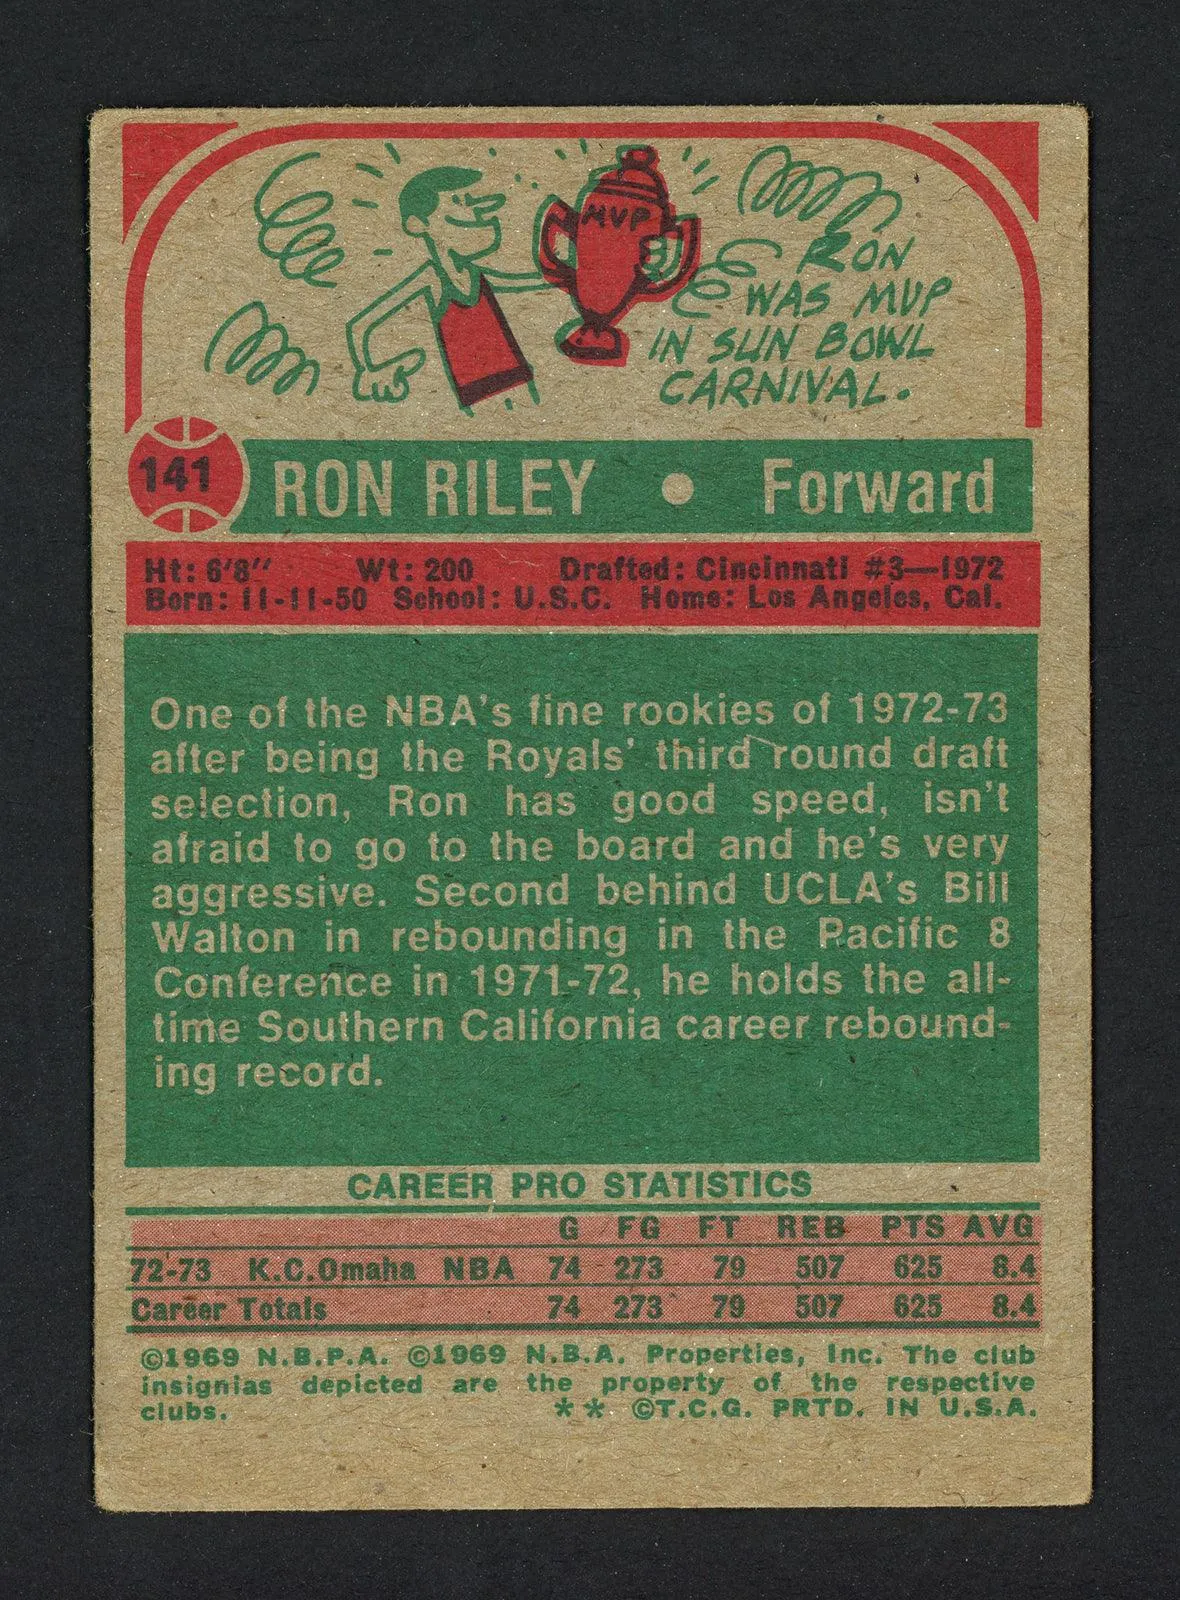 MVP
RON
WAS MVP
IN SUN BOWL
CARNIVAL.
141 RON RILEY • Forward
Ht: 6'8" Wt: 200 Drafted: Cincinnati #3—1972
Born: 11-11-50 School: U.S.C. Home: Los Angeles, Cal.
One of the NBA's fine rookies of 1972-73
after being the Royals' third round draft
selection, Ron has good speed, isn't
afraid to go to the board and he's very
aggressive. Second behind UCLA's Bill
Walton in rebounding in the Pacific 8
Conference in 1971-72, he holds the all-
time Southern California career rebound-
ing record.
CAREER PRO STATISTICS
G FG FT REB PTS AVG
72-73 K.C.Omaha NBA 74 273 79 507 625 8.4
Career Totals 74 273 79 507 625 8.4
©1969 N.B.P.A. ©1969 N.B.A. Properties, Inc. The club
insignias depicted are the property of the respective
clubs. ** ©T.C.G. PRTD. IN U.S.A.